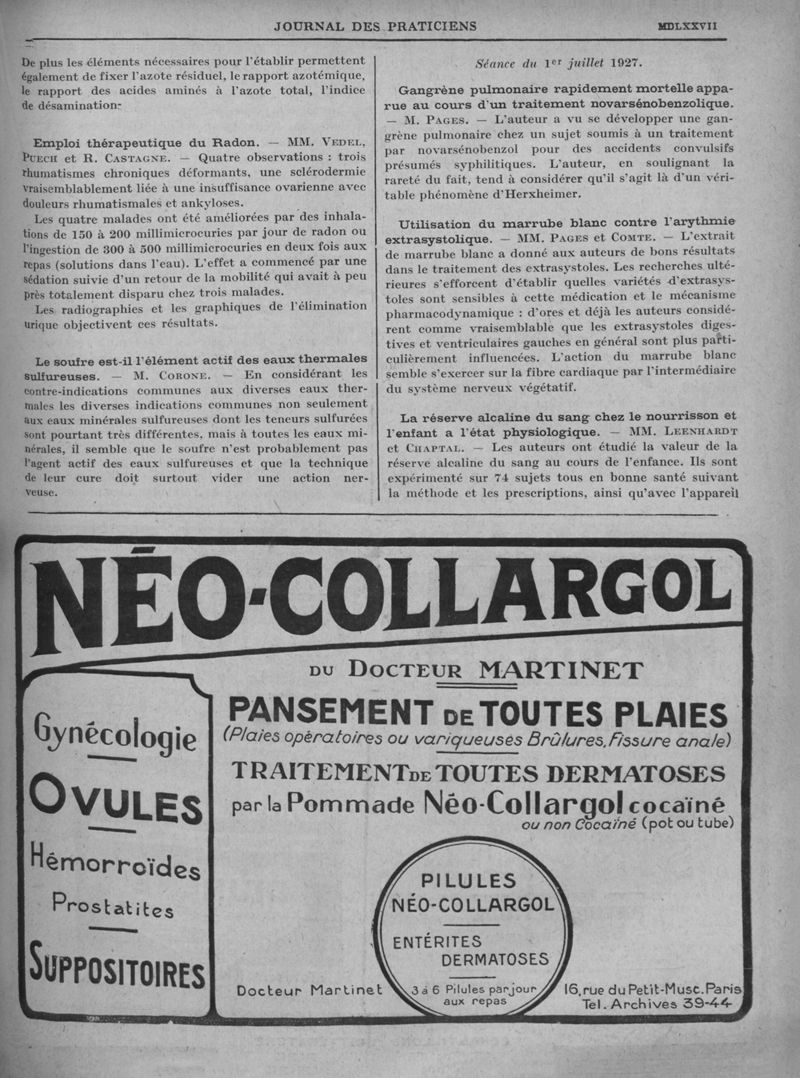 JOURNAL DES PRATICIENS
MDLXXVII
De plus les éléments nécessaires pour l'établir permettent
également de fixer l'azote résiduel, le rapport azotémique,
le rapport des acides aminés à l'azote total, l'indice
de désamination.
Emploi thérapeutique du Radon. — MM. VEDEL,
PUECH et R. CASTAGNE. — Quatre observations : trois
rhumatismes chroniques déformants, une sclérodermie
vraisemblablement liée à une insuffisance ovarienne avec
douleurs rhumatismales et ankyloses.
Les quatre malades ont été améliorées par des inhala-
tions de 150 à 200 millimicrocuries par jour de radon ou
l'ingestion de 300 à 500 millimicrocuries en deux fois aux
repas (solutions dans l'eau). L'effet a commencé par une
sédation suivie d'un retour de la mobilité qui avait à peu
près totalement disparu chez trois malades.
Les radiographies et les graphiques de l'élimination
urique objectivent ces résultats.
Le soufre est-il l'élément actif des eaux thermales
sulfureuses. — M. CORONE. — En considérant les
contre-indications communes aux diverses eaux ther-
males les diverses indications communes non seulement
aux eaux minérales sulfureuses dont les teneurs sulfurées
sont pourtant très différentes, mais à toutes les eaux mi-
nérales, il semble que le soufre n'est probablement pas
l'agent actif des eaux sulfureuses et que la technique
de leur cure doit surtout vider une action ner-
veuse.
Séance du 1er juillet 1927.
Gangrène pulmonaire rapidement mortelle appa-
rue au cours d'un traitement novarsénobenzolique.
— M. PAGES. — L'auteur a vu se développer une gan-
grène pulmonaire chez un sujet soumis à un traitement
par novarsénobenzol pour des accidents convulsifs
présumés syphilitiques. L'auteur, en soulignant la
rareté du fait, tend à considérer qu'il s'agit là d'un véri-
table phénomène d'Herxheimer.
Utilisation du marrube blanc contre l'arythmie
extrasystolique. — MM. PAGES et COMTE. — L'extrait
de marrube blanc a donné aux auteurs de bons résultats
dans le traitement des extrasystoles. Les recherches ulté-
rieures s'efforcent d'établir quelles variétés d'extrasys-
toles sont sensibles à cette médication et le mécanisme
pharmacodynamique : d'ores et déjà les auteurs considé-
rent comme vraisemblable que les extrasystoles diges-
tives et ventriculaires gauches en général sont plus parti-
culièrement influencées. L'action du marrube blanc
semble s'exercer sur la fibre cardiaque par l'intermédiaire
du système nerveux végétatif.
La réserve alcaline du sang chez le nourrisson et
l'enfant a l'état physiologique. — MM. LEENHARDT
et CHAPTAL. — Les auteurs ont étudié la valeur de la
réserve alcaline du sang au cours de l'enfance. Ils sont
expérimenté sur 74 sujets tous en bonne santé suivant
la méthode et les prescriptions, ainsi qu'avec l'appareil
NÉO-COLLARGOL
DU DOCTEUR MARTINET
Gynécologie
OVULES
Hémorroïdes
Prostatites
SUPPOSITOIRES
PANSEMENT DE TOUTES PLAIES
(Plaies opératoires ou variqueuses Brûlures, Fissure anale)
TRAITEMENT DE TOUTES DERMATOSES
par la Pommade Néo-Collargol cocaïné
ou non Cocaïné (pot ou tube)
PILULES
NÉO-COLLARGOL
ENTÉRITES
DERMATOSES
3 à 6 Pilules par jour
aux repas
Docteur Martinet
16, rue du Petit-Musc. Paris
Tel. Archives 39-44